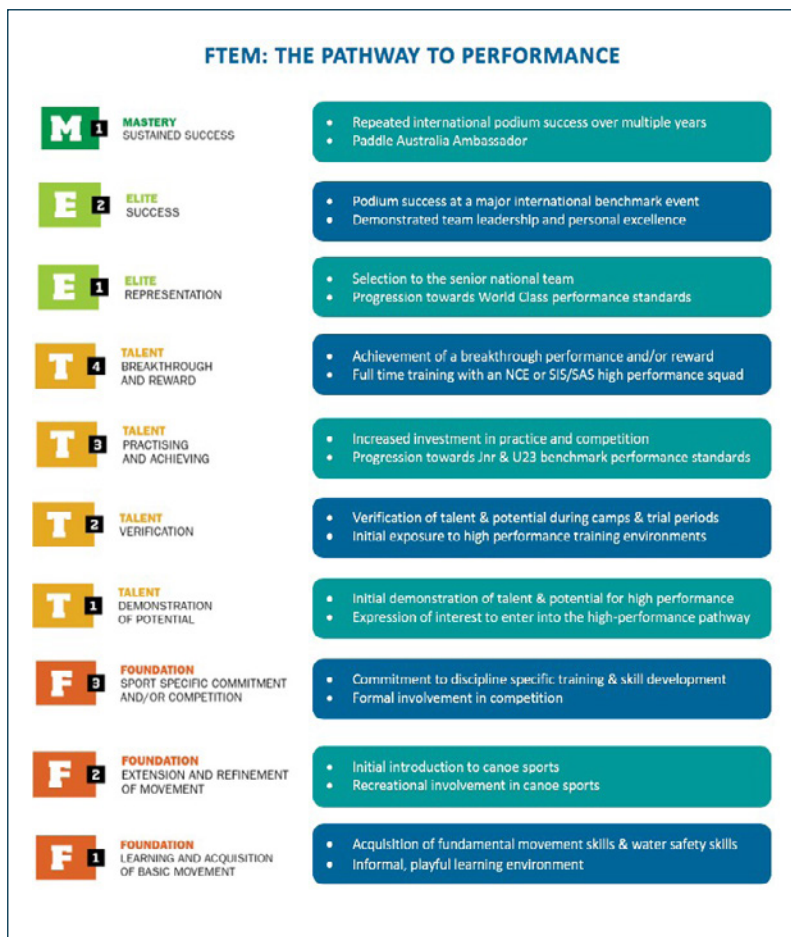 FTEM: THE PATHWAY TO PERFORMANCE
M 1
MASTERY
SUSTAINED SUCCESS
• Repeated international podium success over multiple years
• Paddle Australia Ambassador
E 2
ELITE
SUCCESS
• Podium success at a major international benchmark event
• Demonstrated team leadership and personal excellence
E 1
ELITE
REPRESENTATION
• Selection to the senior national team
• Progression towards World Class performance standards
T 4
TALENT
BREAKTHROUGH
AND REWARD
• Achievement of a breakthrough performance and/or reward
• Full time training with an NCE or SIS/SAS high performance squad
T 3
TALENT
PRACTISING
AND ACHIEVING
• Increased investment in practice and competition
• Progression towards Jnr & U23 benchmark performance standards
T 2
TALENT
VERIFICATION
• Verification of talent & potential during camps & trial periods
• Initial exposure to high performance training environments
T 1
TALENT
DEMONSTRATION
OF POTENTIAL
• Initial demonstration of talent & potential for high performance
• Expression of interest to enter into the high-performance pathway
F 3
FOUNDATION
SPORT SPECIFIC COMMITMENT
AND/OR COMPETITION
• Commitment to discipline specific training & skill development
• Formal involvement in competition
F 2
FOUNDATION
EXTENSION AND REFINEMENT
OF MOVEMENT
• Initial introduction to canoe sports
• Recreational involvement in canoe sports
F 1
FOUNDATION
LEARNING AND ACQUISITION
OF BASIC MOVEMENT
• Acquisition of fundamental movement skills & water safety skills
• Informal, playful learning environment